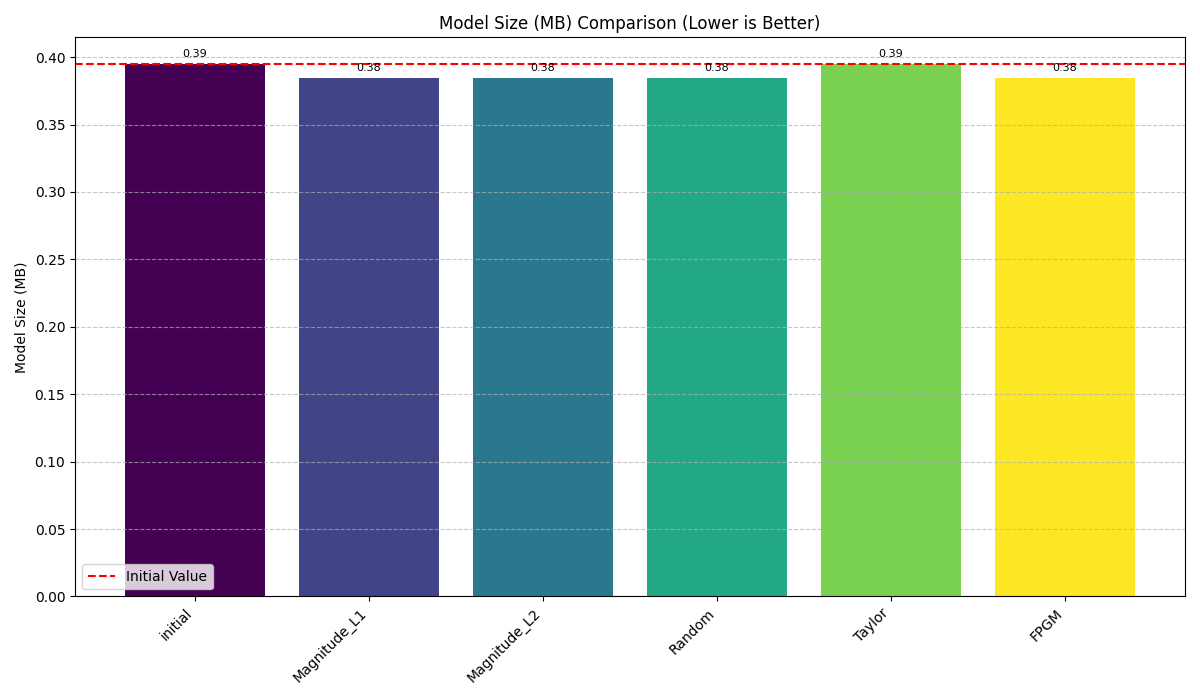 Model Size (MB) Comparison (Lower is Better)
Model Size (MB)
0.40
0.35
0.30
0.25
0.20
0.15
0.10
0.05
0.00
0.39
0.38
0.38
0.38
0.39
0.38
Initial Value
initial
Magnitude_L1
Magnitude_L2
Random
Taylor
FPGM